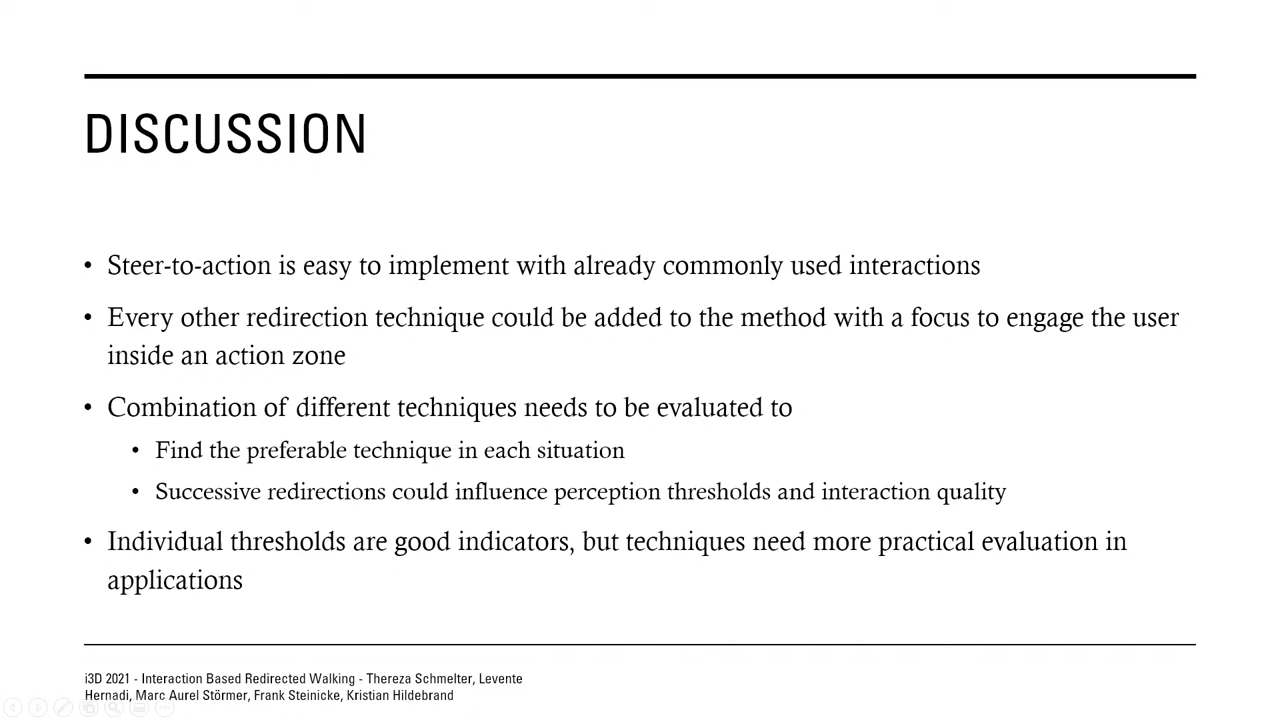 DISCUSSION
• Steer-to-action is easy to implement with already commonly used interactions
• Every other redirection technique could be added to the method with a focus to engage the user
inside an action zone
• Combination of different techniques needs to be evaluated to
• Find the preferable technique in each situation
• Successive redirections could influence perception thresholds and interaction quality
• Individual thresholds are good indicators, but techniques need more practical evaluation in
applications
i3D 2021 - Interaction Based Redirected Walking - Thereza Schmelter, Levente
Hernadi, Marc Aurel Störmer, Frank Steinicke, Kristian Hildebrand